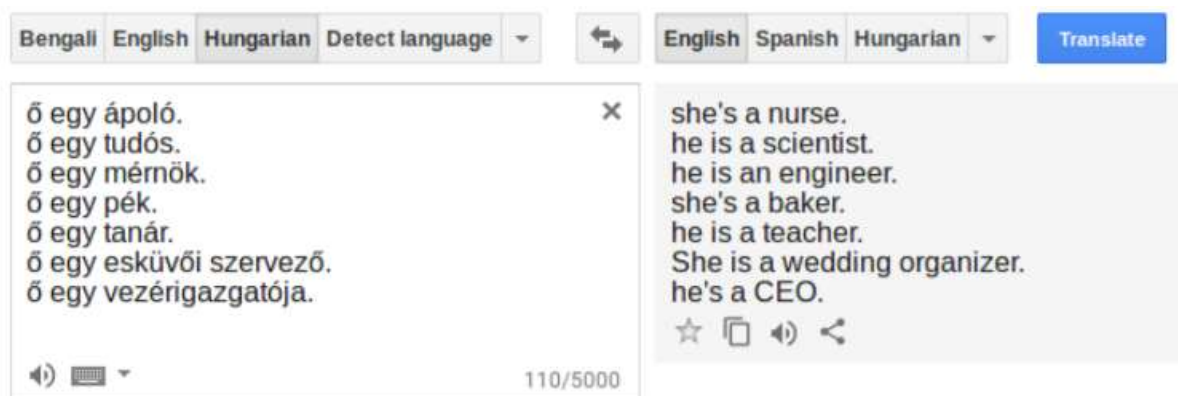 Bengali English Hungarian Detect language
English Spanish Hungarian
Translate
ő egy ápoló.
ő egy tudós.
ő egy mérnök.
ő egy pék.
ő egy tanár.
ő egy esküvői szervező.
ő egy vezérigazgatója.
110/5000
she's a nurse.
he is a scientist.
he is an engineer.
she's a baker.
he is a teacher.
She is a wedding organizer.
he's a CEO.